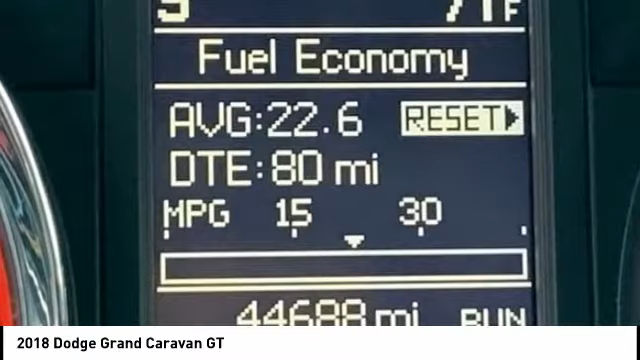 S 71F
Fuel Economy
AVG:22.6 RESET
DTE:80 mi
MPG 15 30
44688 mi RUN
2018 Dodge Grand Caravan GT